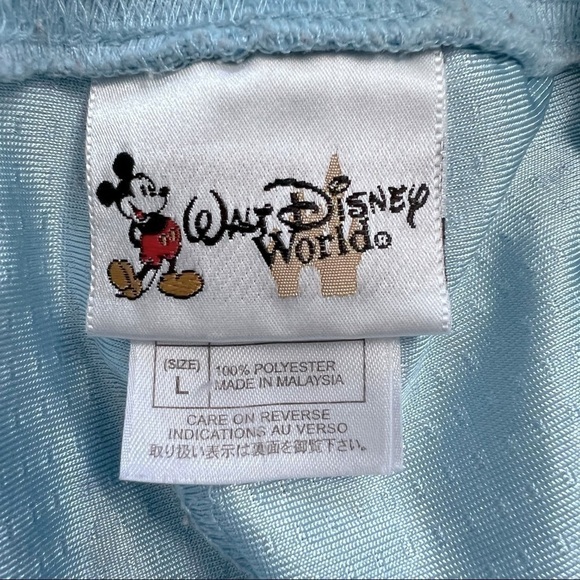 Walt Disney
World®
(SIZE)
L
100% POLYESTER
MADE IN MALAYSIA
CARE ON REVERSE
INDICATIONS AU VERSO
取り扱い表示は裏面を御覧下さい。